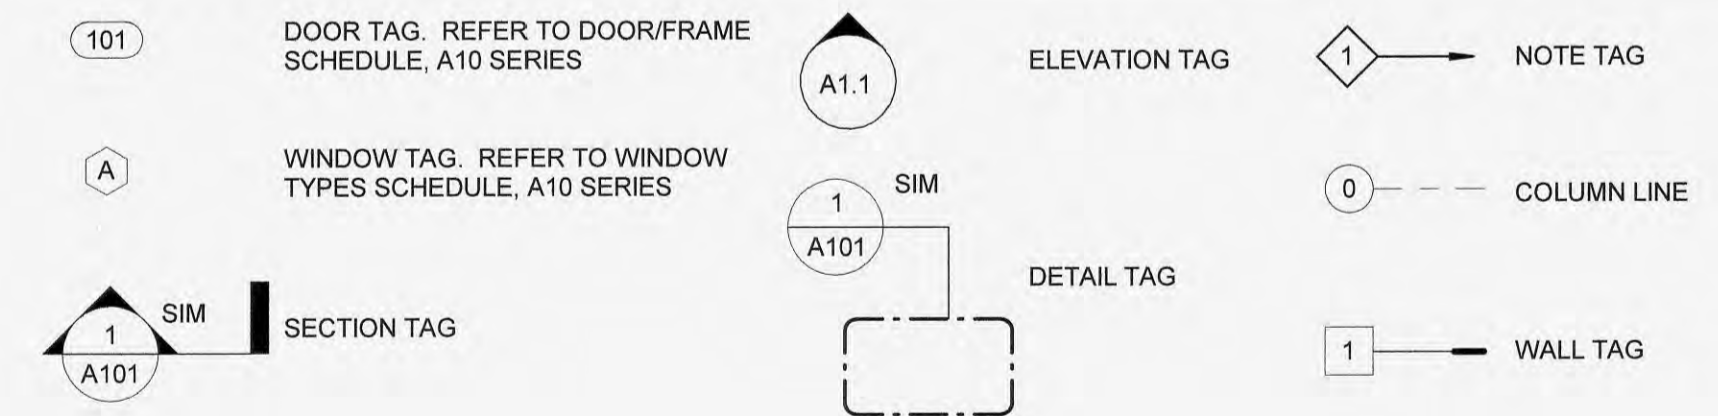 101
DOOR TAG. REFER TO DOOR/FRAME
SCHEDULE, A10 SERIES
A
WINDOW TAG. REFER TO WINDOW
TYPES SCHEDULE, A10 SERIES
1
A101
SIM
SECTION TAG
A1.1
ELEVATION TAG
1
A101
SIM
DETAIL TAG
1
NOTE TAG
0
COLUMN LINE
1
WALL TAG